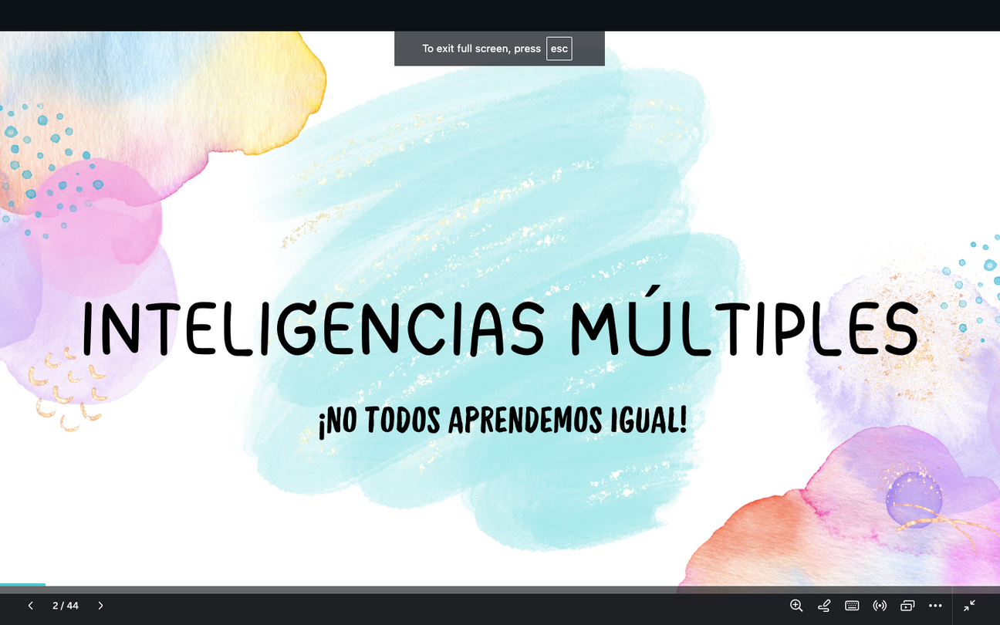 To exit full screen, press esc
INTELIGENCIAS MÚLTIPLES
¡NO TODOS APRENDEMOS IGUAL!
2 / 44